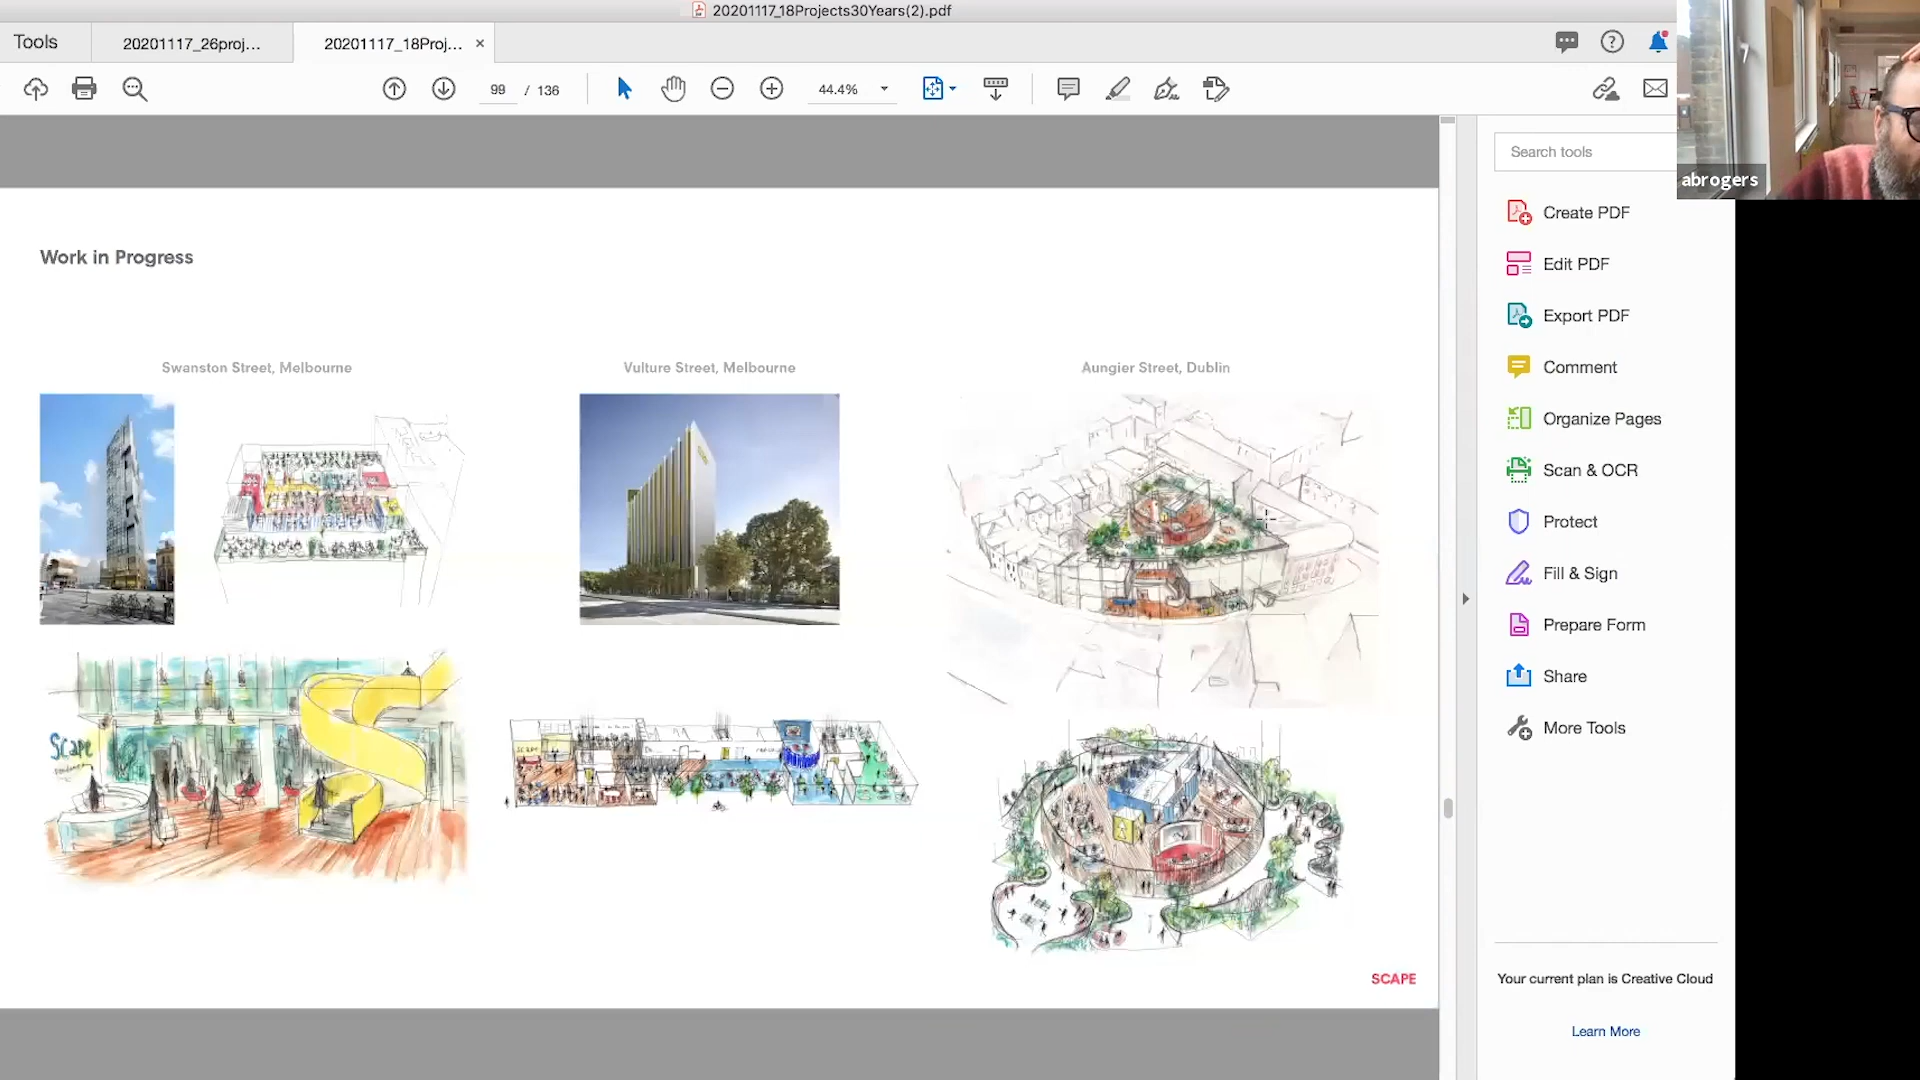 20201117_18Projects30Years(2).pdf
Tools
20201117_26proj...
20201117_18Proj...
99 / 136
44.4%
Search tools
abrogers
Create PDF
Edit PDF
Export PDF
Comment
Organize Pages
Scan & OCR
Protect
Fill & Sign
Prepare Form
Share
More Tools
Your current plan is Creative Cloud
Learn More
Work in Progress
Swanston Street, Melbourne
Vulture Street, Melbourne
Aungier Street, Dublin
Scape
SCAPE
SCAPE